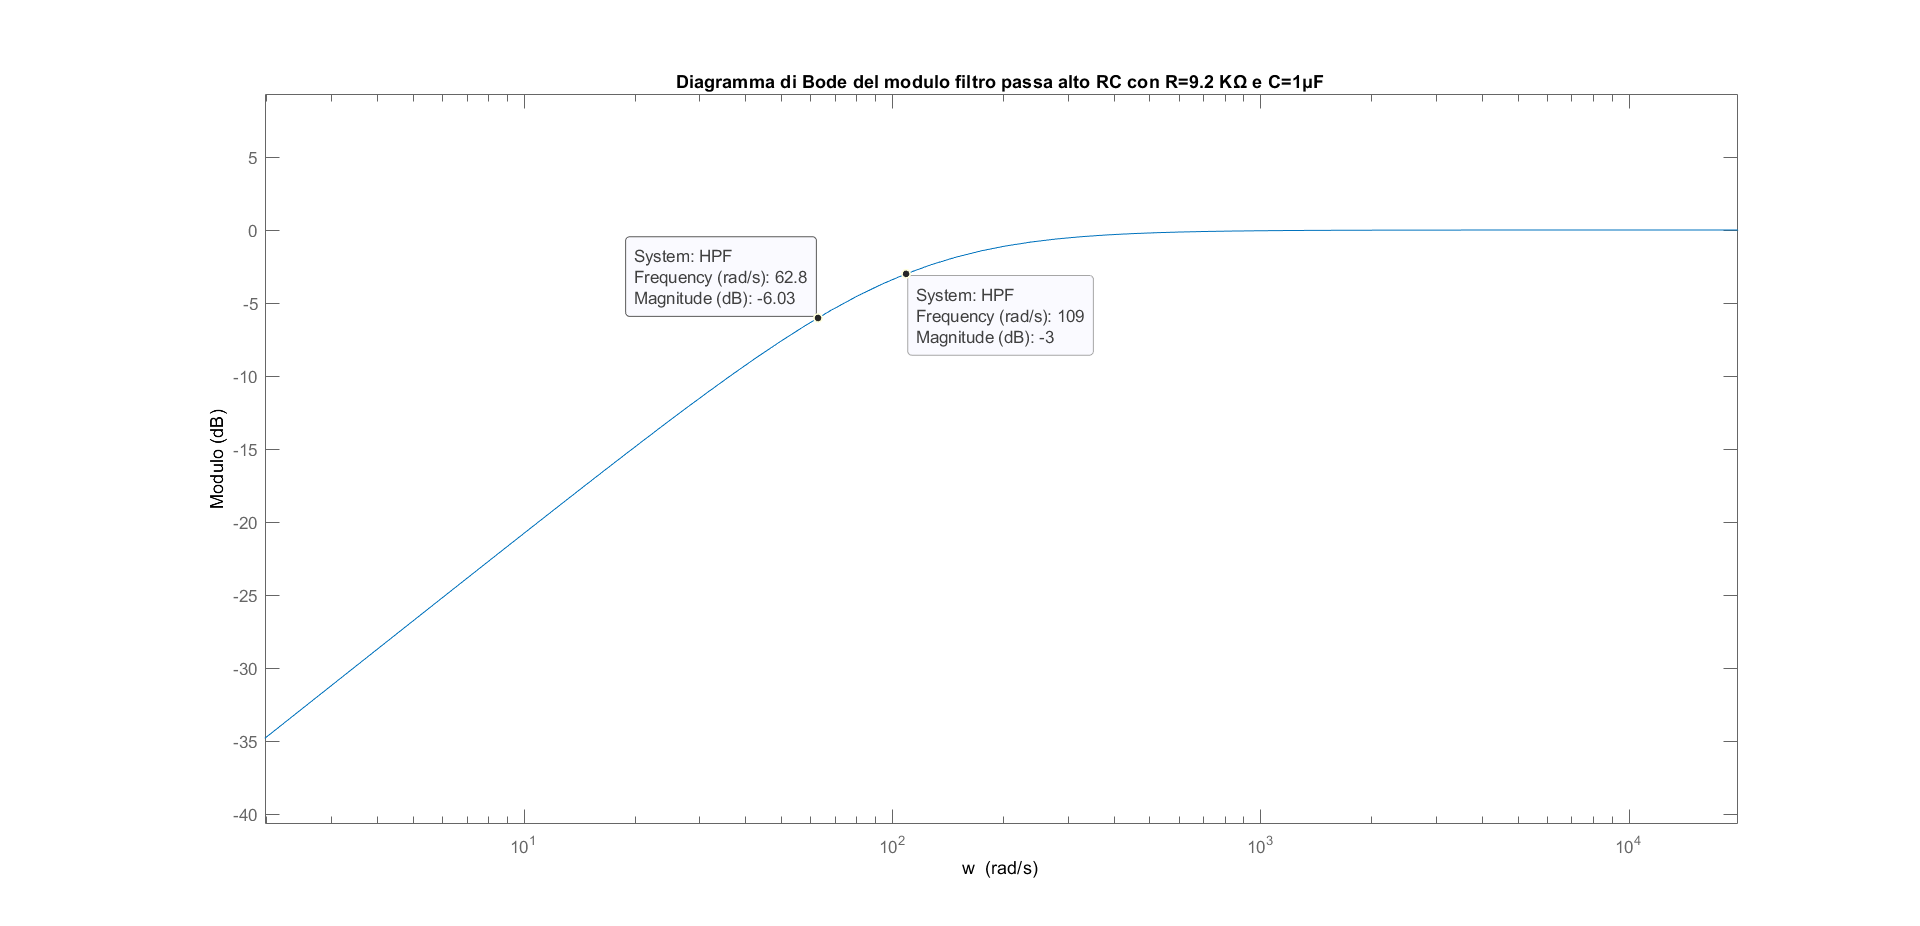 Diagramma di Bode del modulo filtro passa alto RC con R=9.2 KΩ e C=1µF
Modulo (dB)
5
0
-5
-10
-15
-20
-25
-30
-35
-40
System: HPF
Frequency (rad/s): 62.8
Magnitude (dB): -6.03
System: HPF
Frequency (rad/s): 109
Magnitude (dB): -3
10^1 10^2 10^3 10^4
w (rad/s)